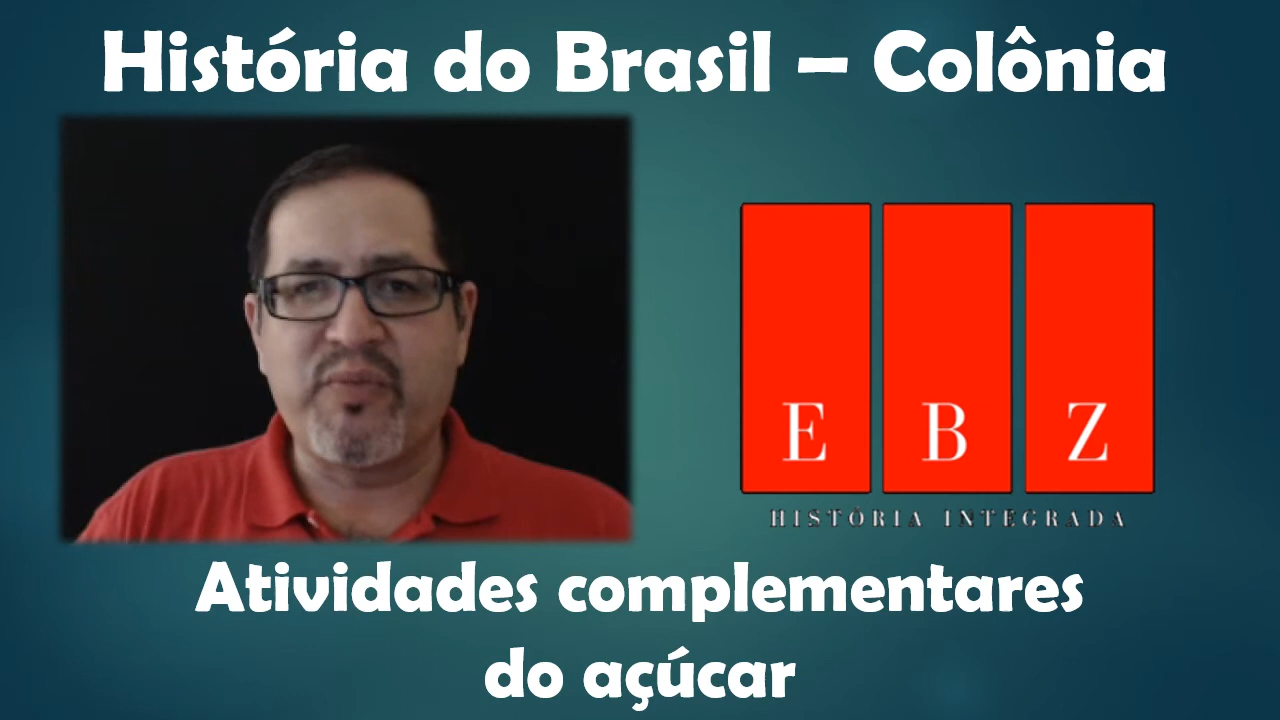 História do Brasil – Colônia
E B Z
HISTÓRIA INTEGRADA
Atividades complementares
do açúcar